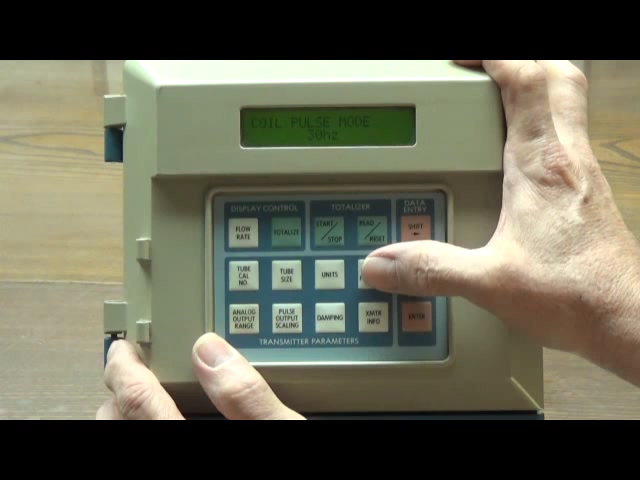 COIL PULSE MODE
30hz
DISPLAY CONTROL
TOTALIZER
DATA
ENTRY
FLOW
RATE
TOTALIZE
START/
STOP
READ/
RESET
SHIFT
TUBE
CAL
NO.
TUBE
SIZE
UNITS
ANALOG
OUTPUT
RANGE
PULSE
OUTPUT
SCALING
DAMPING
XMTR
INFO
ENTER
TRANSMITTER PARAMETERS